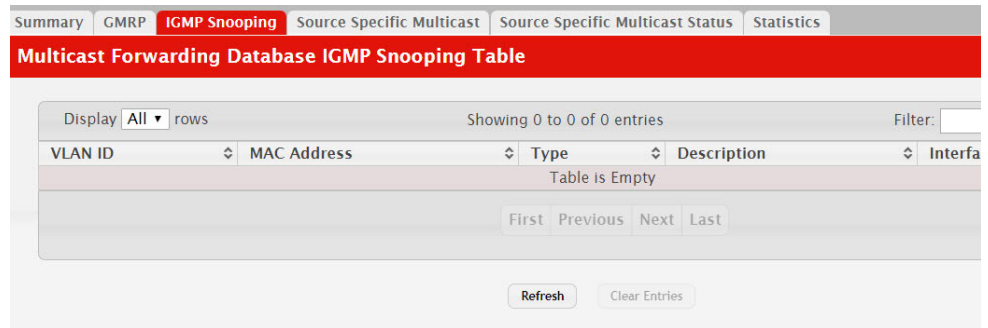 Summary GMRP IGMP Snooping Source Specific Multicast Source Specific Multicast Status Statistics
Multicast Forwarding Database IGMP Snooping Table
Display All rows Showing 0 to 0 of 0 entries Filter:
VLAN ID MAC Address Type Description Interfa
Table is Empty
First Previous Next Last
Refresh Clear Entries